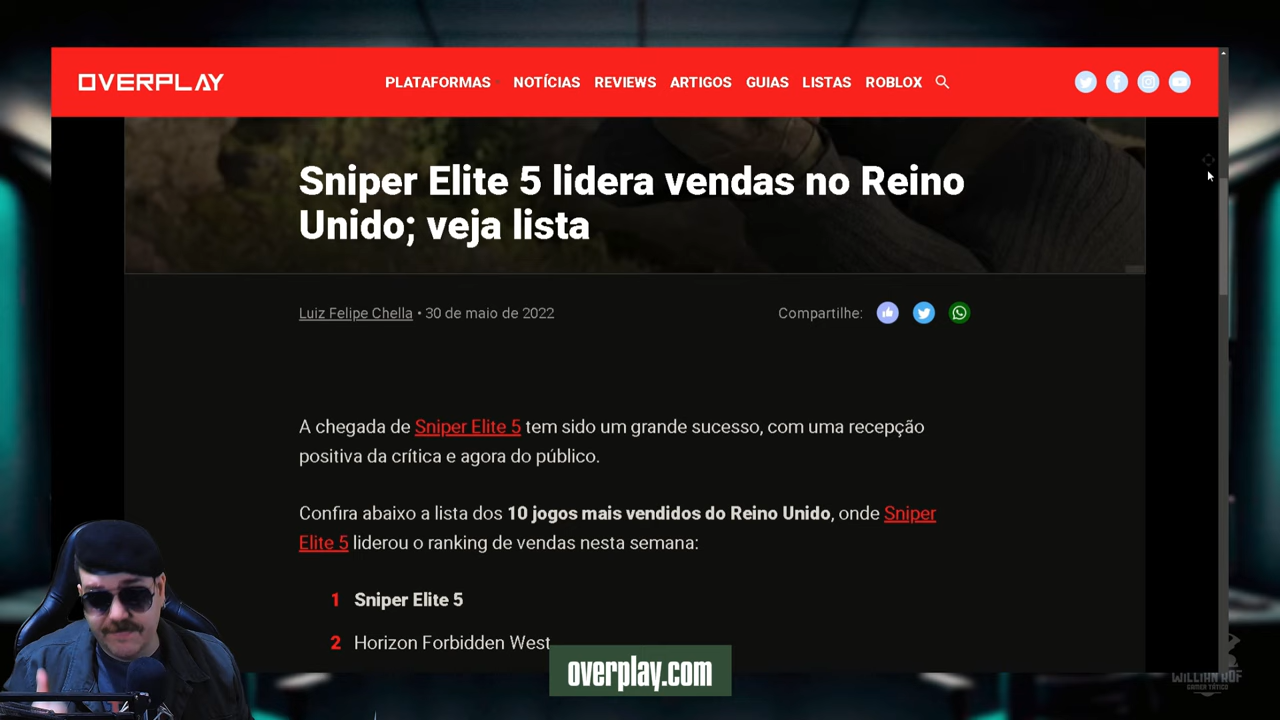 OVERPLAY
PLATAFORMAS NOTÍCIAS REVIEWS ARTIGOS GUIAS LISTAS ROBLOX
Sniper Elite 5 lidera vendas no Reino
Unido; veja lista
Luiz Felipe Chella • 30 de maio de 2022
Compartilhe:
A chegada de Sniper Elite 5 tem sido um grande sucesso, com uma recepção
positiva da crítica e agora do público.
Confira abaixo a lista dos 10 jogos mais vendidos do Reino Unido, onde Sniper
Elite 5 liderou o ranking de vendas nesta semana:
1 Sniper Elite 5
2 Horizon Forbidden West
overplay.com
WILLIAN HOF
GAMER TÁTICO